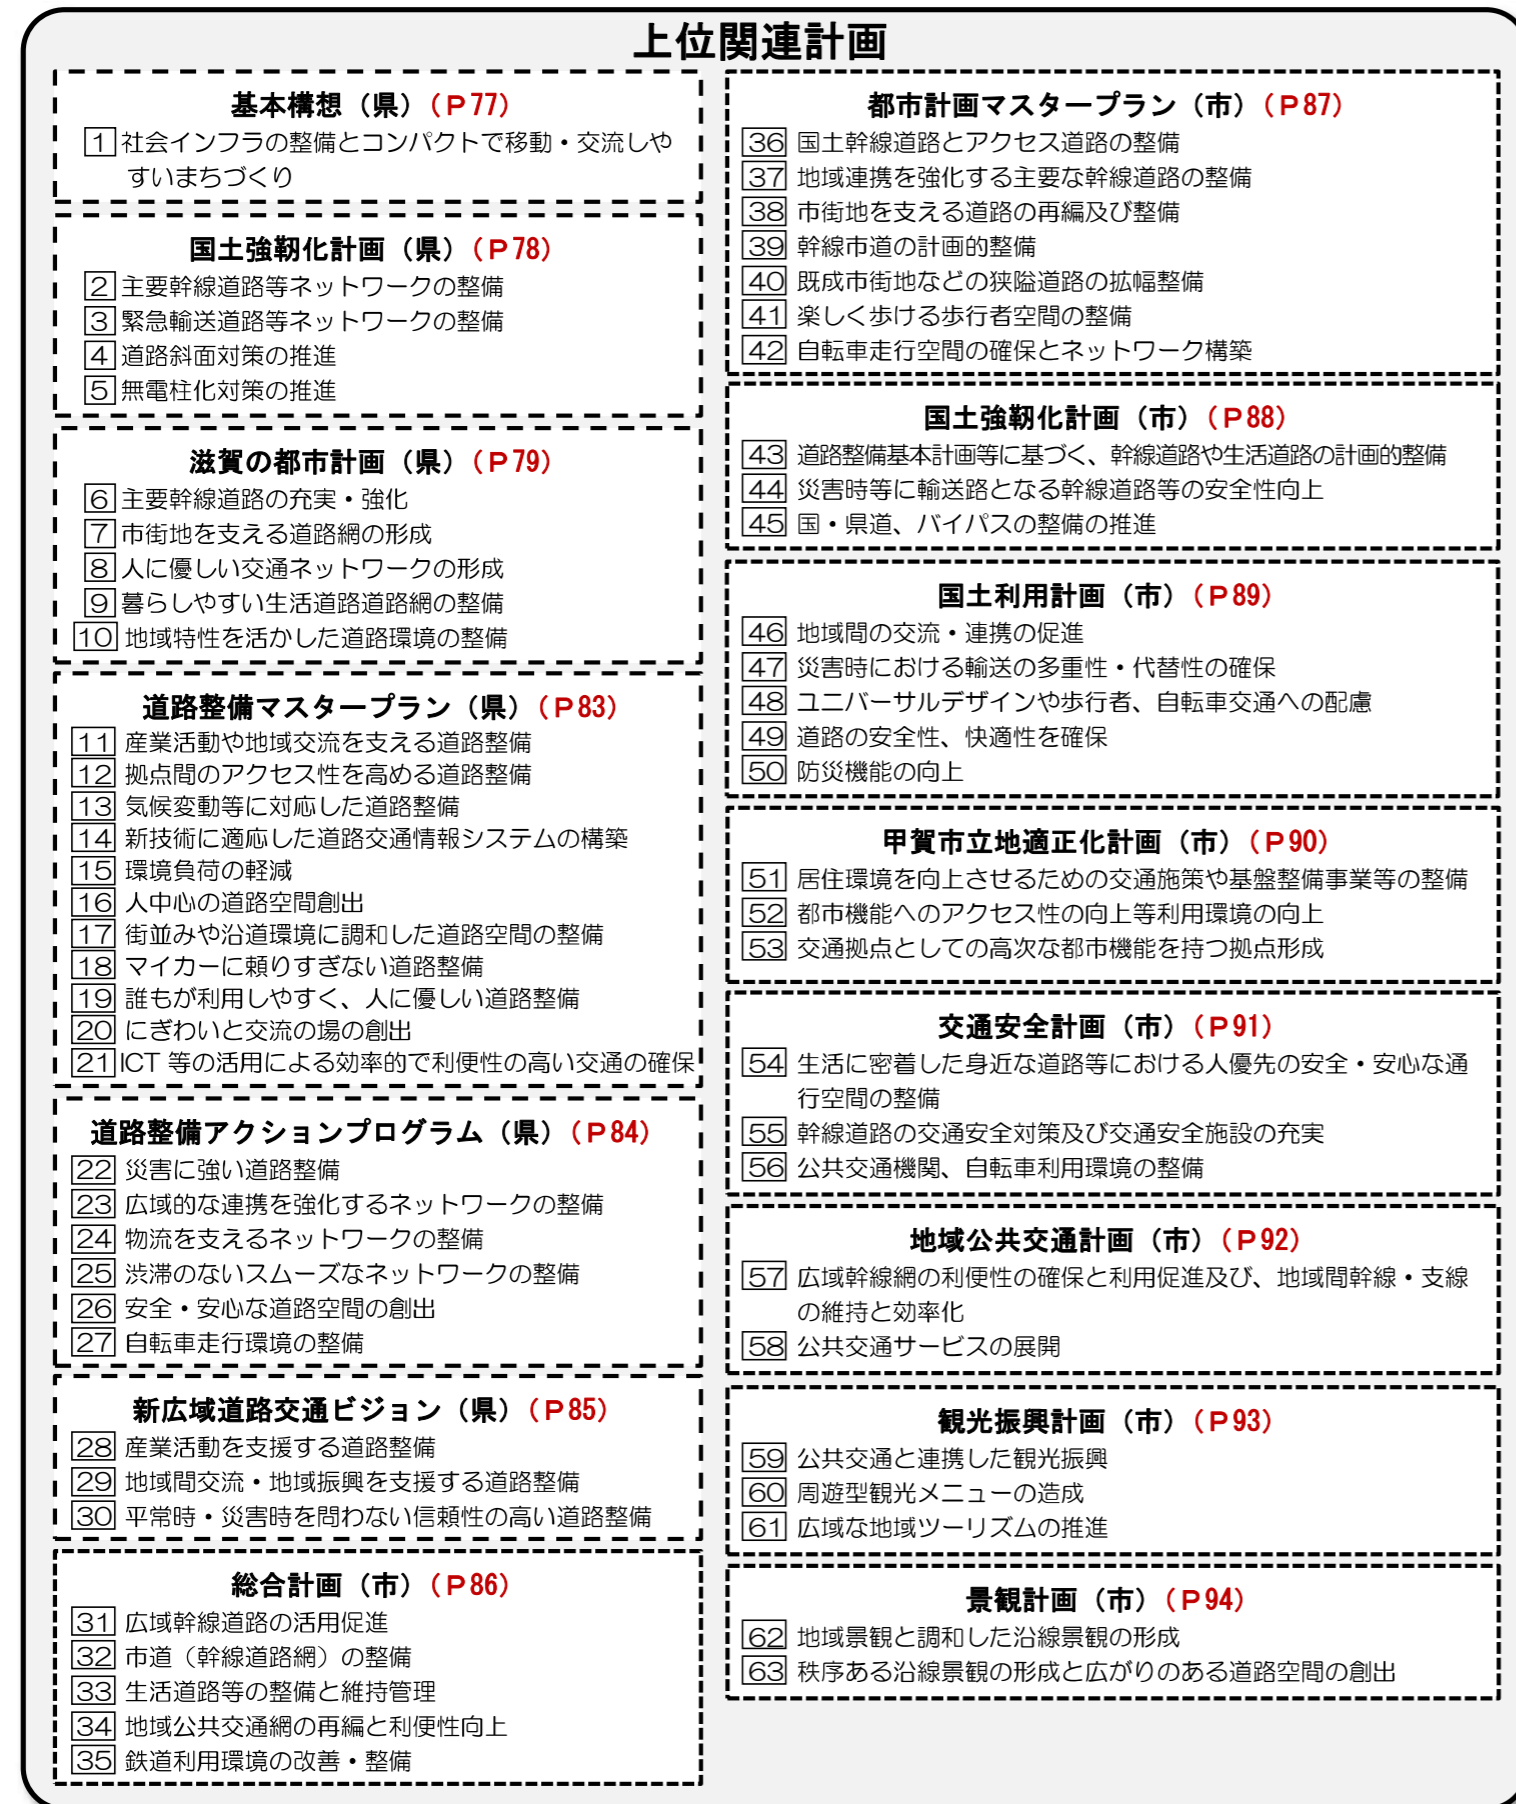 上位関連計画
基本構想（県）（Ｐ77）
1 社会インフラの整備とコンパクトで移動・交流しや
すいまちづくり
国土強靭化計画（県）（Ｐ78）
2 主要幹線道路等ネットワークの整備
3 緊急輸送道路等ネットワークの整備
4 道路斜面対策の推進
5 無電柱化対策の推進
滋賀の都市計画（県）（Ｐ79）
6 主要幹線道路の充実・強化
7 市街地を支える道路網の形成
8 人に優しい交通ネットワークの形成
9 暮らしやすい生活道路道路網の整備
10 地域特性を活かした道路環境の整備
道路整備マスタープラン（県）（Ｐ83）
11 産業活動や地域交流を支える道路整備
12 拠点間のアクセス性を高める道路整備
13 気候変動等に対応した道路整備
14 新技術に適応した道路交通情報システムの構築
15 環境負荷の軽減
16 人中心の道路空間創出
17 街並みや沿道環境に調和した道路空間の整備
18 マイカーに頼りすぎない道路整備
19 誰もが利用しやすく、人に優しい道路整備
20 にぎわいと交流の場の創出
21 ICT 等の活用による効率的で利便性の高い交通の確保
道路整備アクションプログラム（県）（Ｐ84）
22 災害に強い道路整備
23 広域的な連携を強化するネットワークの整備
24 物流を支えるネットワークの整備
25 渋滞のないスムーズなネットワークの整備
26 安全・安心な道路空間の創出
27 自転車走行環境の整備
新広域道路交通ビジョン（県）（Ｐ85）
28 産業活動を支援する道路整備
29 地域間交流・地域振興を支援する道路整備
30 平常時・災害時を問わない信頼性の高い道路整備
総合計画（市）（Ｐ86）
31 広域幹線道路の活用促進
32 市道（幹線道路網）の整備
33 生活道路等の整備と維持管理
34 地域公共交通網の再編と利便性向上
35 鉄道利用環境の改善・整備
都市計画マスタープラン（市）（Ｐ87）
36 国土幹線道路とアクセス道路の整備
37 地域連携を強化する主要な幹線道路の整備
38 市街地を支える道路の再編及び整備
39 幹線市道の計画的整備
40 既成市街地などの狭隘道路の拡幅整備
41 楽しく歩ける歩行者空間の整備
42 自転車走行空間の確保とネットワーク構築
国土強靭化計画（市）（Ｐ88）
43 道路整備基本計画等に基づく、幹線道路や生活道路の計画的整備
44 災害時等に輸送路となる幹線道路等の安全性向上
45 国・県道、バイパスの整備の推進
国土利用計画（市）（Ｐ89）
46 地域間の交流・連携の促進
47 災害時における輸送の多重性・代替性の確保
48 ユニバーサルデザインや歩行者、自転車交通への配慮
49 道路の安全性、快適性を確保
50 防災機能の向上
甲賀市立地適正化計画（市）（Ｐ90）
51 居住環境を向上させるための交通施策や基盤整備事業等の整備
52 都市機能へのアクセス性の向上等利用環境の向上
53 交通拠点としての高次な都市機能を持つ拠点形成
交通安全計画（市）（Ｐ91）
54 生活に密着した身近な道路等における人優先の安全・安心な通
行空間の整備
55 幹線道路の交通安全対策及び交通安全施設の充実
56 公共交通機関、自転車利用環境の整備
地域公共交通計画（市）（Ｐ92）
57 広域幹線網の利便性の確保と利用促進及び、地域間幹線・支線
の維持と効率化
58 公共交通サービスの展開
観光振興計画（市）（Ｐ93）
59 公共交通と連携した観光振興
60 周遊型観光メニューの造成
61 広域な地域ツーリズムの推進
景観計画（市）（Ｐ94）
62 地域景観と調和した沿線景観の形成
63 秩序ある沿線景観の形成と広がりのある道路空間の創出